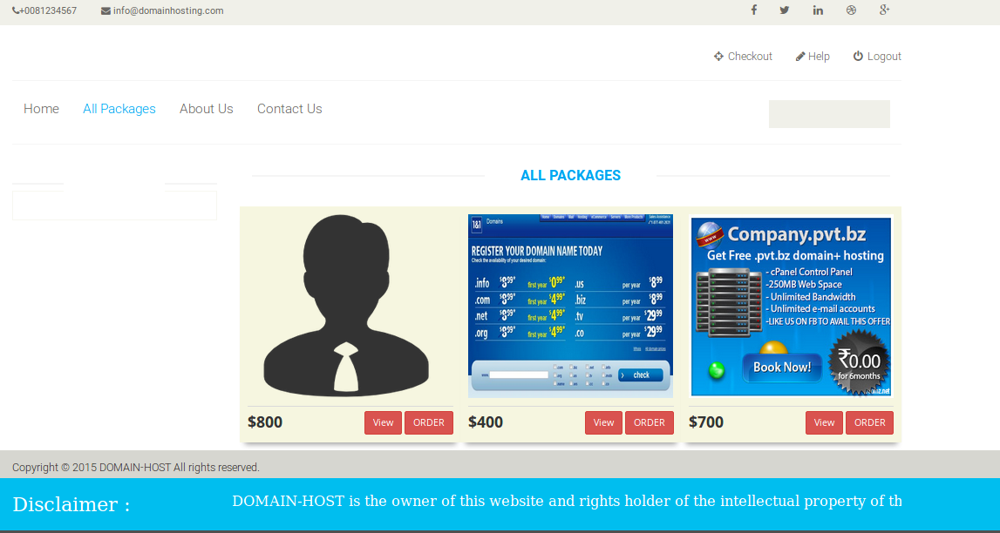 +0081234567 info@domainhosting.com
Checkout Help Logout
Home All Packages About Us Contact Us
ALL PACKAGES
1&1 Domains
REGISTER YOUR DOMAIN NAME TODAY
Check the availability of your desired domain:
.info $8.99* first year $0.99* .us per year $8.99
.com $8.99* first year $4.99* .biz per year $8.99
.net $8.99* first year $4.99* .tv per year $29.99
.org $8.99* first year $4.99* .co per year $29.99
www.
check
www
Company.pvt.bz
Get Free .pvt.bz domain+ hosting
- cPanel Control Panel
-250MB Web Space
- Unlimited Bandwidth
- Unlimited e-mail accounts
-LIKE US ON FB TO AVAIL THIS OFFER
Book Now!
₹0.00
for 6months
$800 View ORDER
$400 View ORDER
$700 View ORDER
Copyright © 2015 DOMAIN-HOST All rights reserved.
Disclaimer :
DOMAIN-HOST is the owner of this website and rights holder of the intellectual property of th